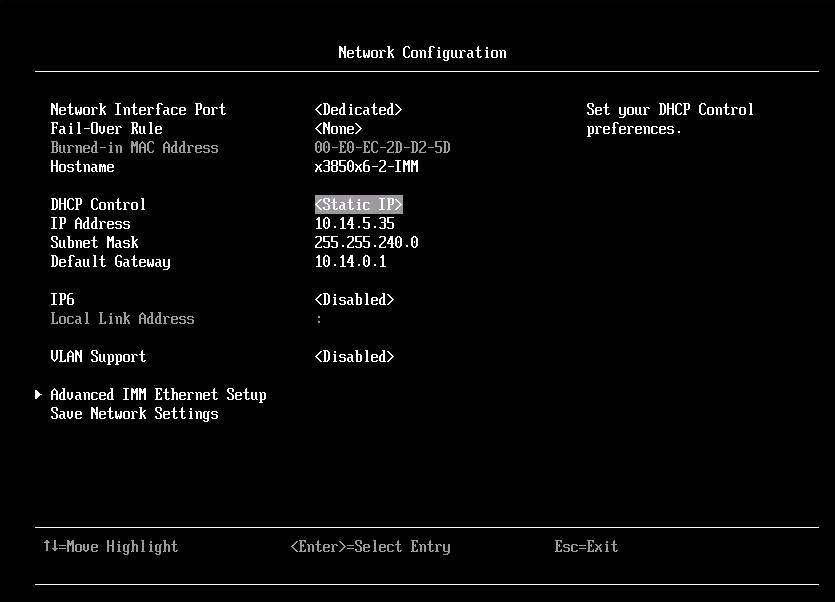 Network Configuration
Network Interface Port <Dedicated> Set your DHCP Control
Fail-Over Rule <None> preferences.
Burned-in MAC Address 00-E0-EC-2D-D2-5D
Hostname x3850x6-2-IMM
DHCP Control <Static IP>
IP Address 10.14.5.35
Subnet Mask 255.255.240.0
Default Gateway 10.14.0.1
IP6 <Disabled>
Local Link Address :
VLAN Support <Disabled>
▶ Advanced IMM Ethernet Setup
Save Network Settings
↑↓=Move Highlight <Enter>=Select Entry Esc=Exit